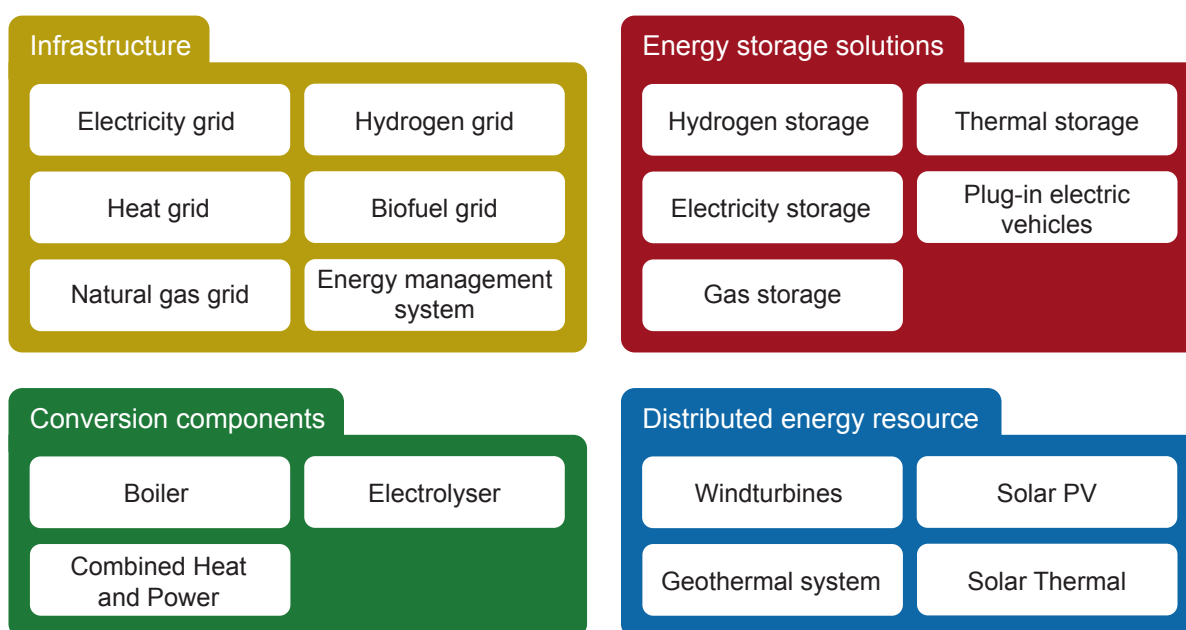 Infrastructure
Electricity grid
Hydrogen grid
Heat grid
Biofuel grid
Natural gas grid
Energy management
system
Energy storage solutions
Hydrogen storage
Thermal storage
Electricity storage
Plug-in electric
vehicles
Gas storage
Conversion components
Boiler
Electrolyser
Combined Heat
and Power
Distributed energy resource
Windturbines
Solar PV
Geothermal system
Solar Thermal